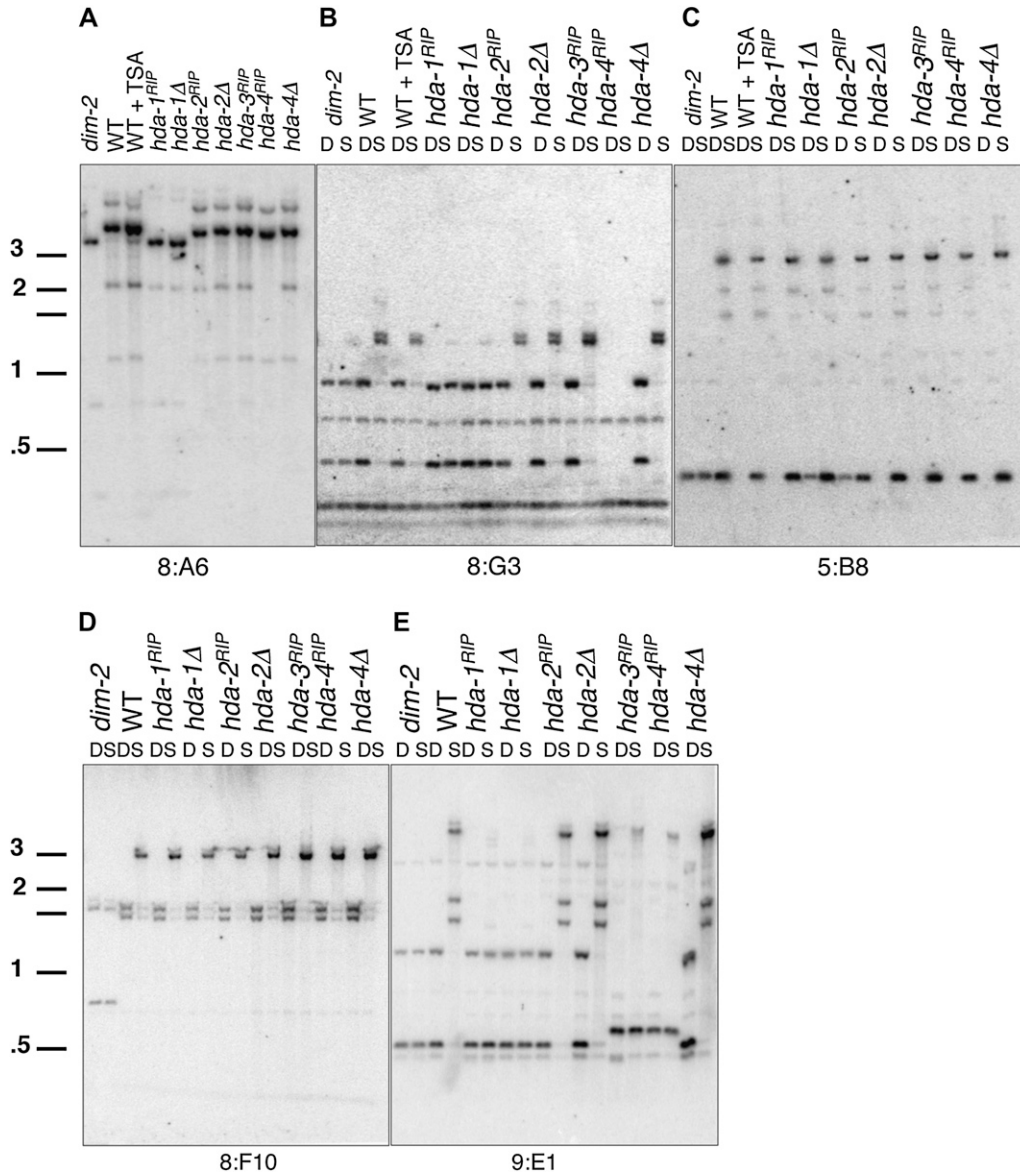 A
dim-2
WT
WT + TSA
hda-1RIP
hda-1Δ
hda-2RIP
hda-2Δ
hda-3RIP
hda-4RIP
hda-4Δ
B
dim-2
WT
WT + TSA
hda-1RIP
hda-1Δ
hda-2RIP
hda-2Δ
hda-3RIP
hda-4RIP
hda-4Δ
D S DS DS DS DS D S D S DS DS D S
C
dim-2
WT
WT + TSA
hda-1RIP
hda-1Δ
hda-2RIP
hda-2Δ
hda-3RIP
hda-4RIP
hda-4Δ
DSDSDS DS D S D S D S DS DS D S
3
2
1
.5
8:A6
8:G3
5:B8
D
dim-2
WT
hda-1RIP
hda-1Δ
hda-2RIP
hda-2Δ
hda-3RIP
hda-4RIP
hda-4Δ
DSDS DS D S D S DS DSD S DS
E
dim-2
WT
hda-1RIP
hda-1Δ
hda-2RIP
hda-2Δ
hda-3RIP
hda-4RIP
hda-4Δ
D SD SD S D S DS D S DS DS DS
3
2
1
.5
8:F10
9:E1